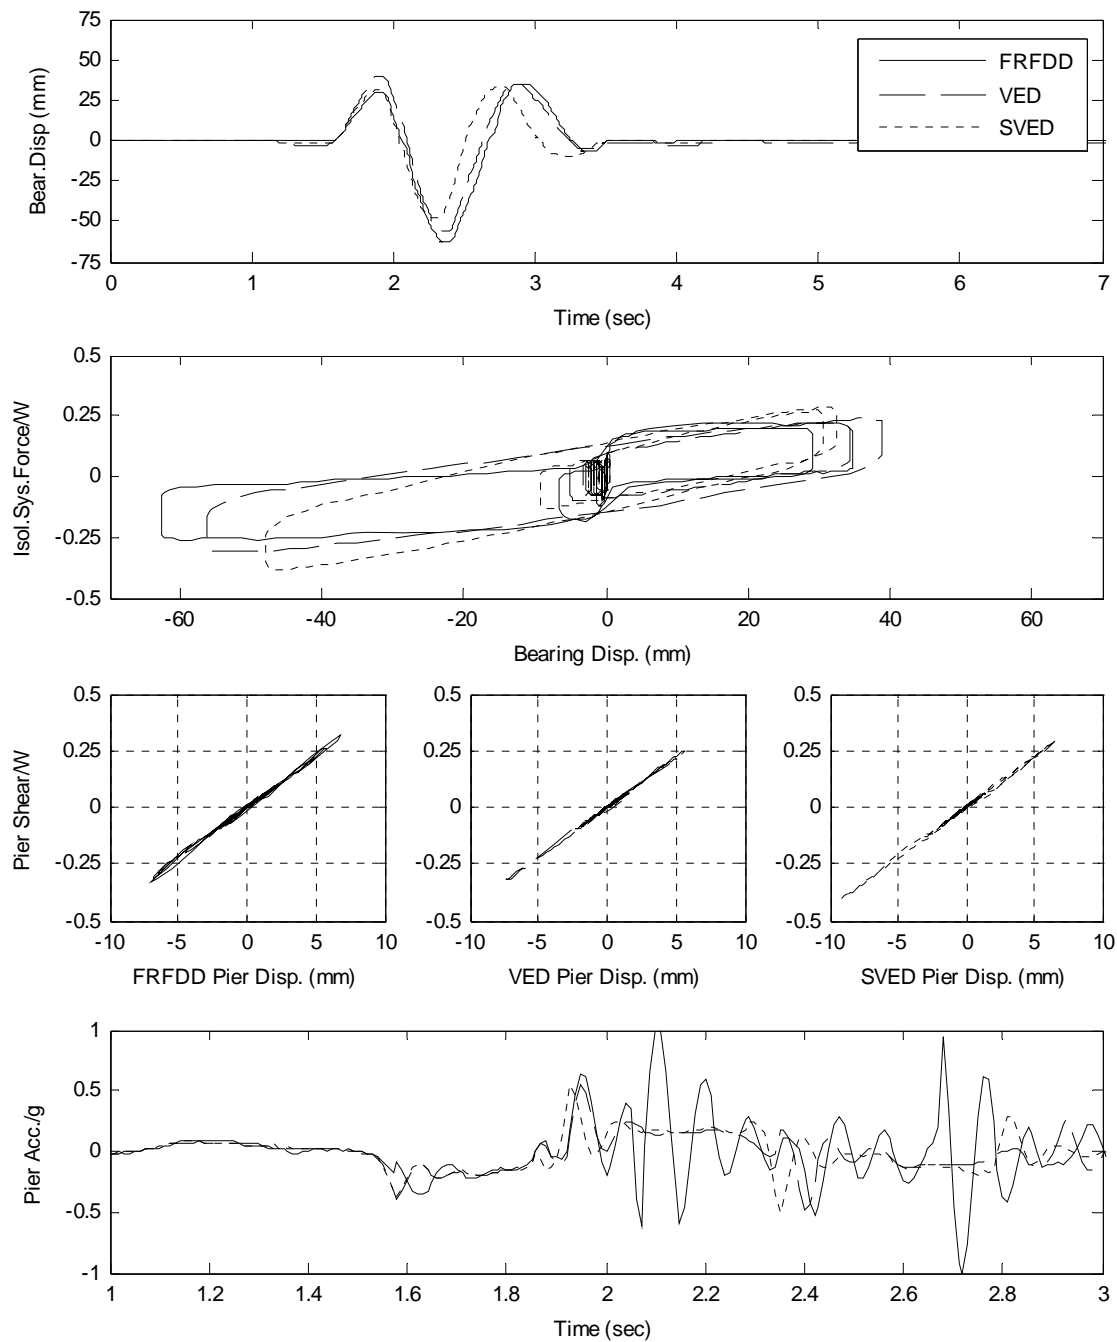 75
50
25
0
-25
-50
-75
Bear.Disp (mm)
FRFDD
VED
SVED
0 1 2 3 4 5 6 7
Time (sec)
0.5
0.25
0
-0.25
-0.5
Isol.Sys.Force/W
-60 -40 -20 0 20 40 60
Bearing Disp. (mm)
0.5
0.25
0
-0.25
-0.5
Pier Shear/W
-10 -5 0 5 10
FRFDD Pier Disp. (mm)
0.5
0.25
0
-0.25
-0.5
-10 -5 0 5 10
VED Pier Disp. (mm)
0.5
0.25
0
-0.25
-0.5
-10 -5 0 5 10
SVED Pier Disp. (mm)
1
0.5
0
-0.5
-1
Pier Acc./g
1 1.2 1.4 1.6 1.8 2 2.2 2.4 2.6 2.8 3
Time (sec)